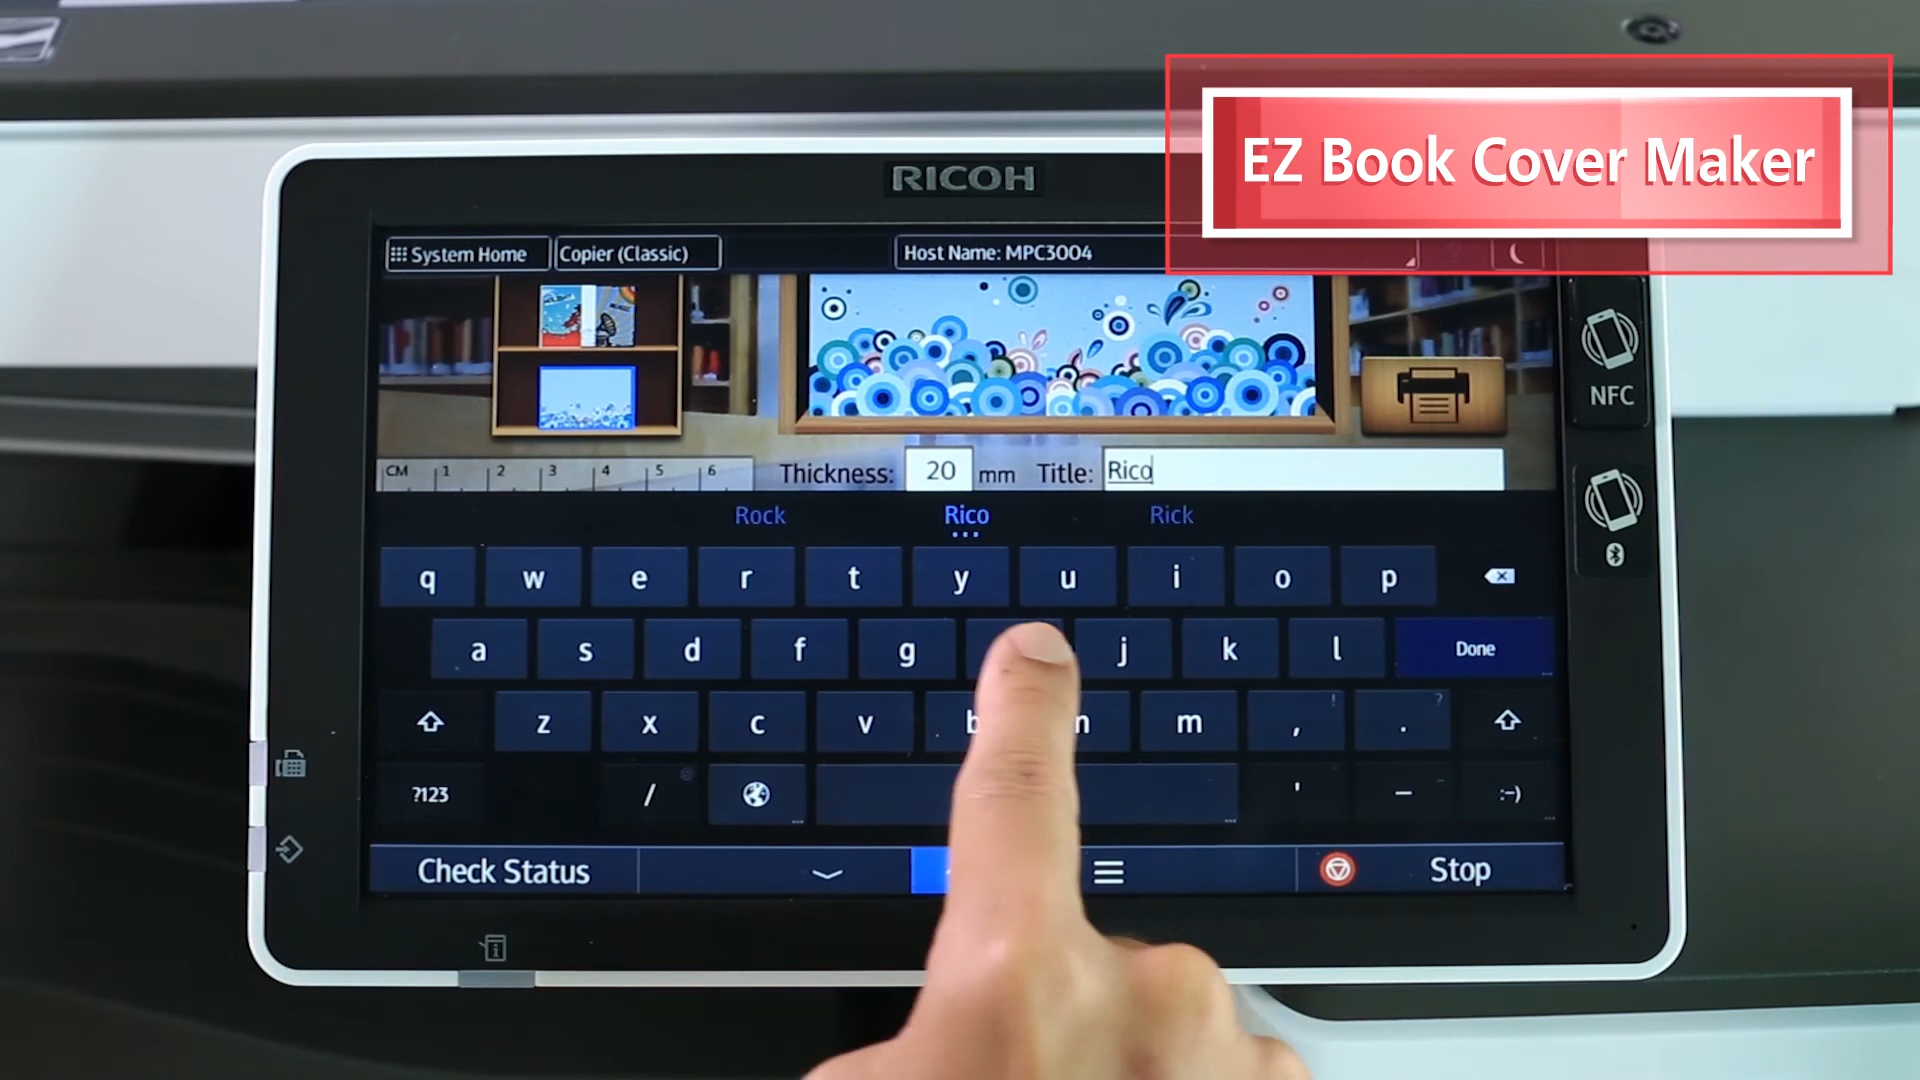 EZ Book Cover Maker
RICOH
System Home
Copier (Classic)
Host Name: MPC3004
NFC
CM 1 2 3 4 5 6
Thickness: 20 mm Title: Rico
Rock Rico Rick
q w e r t y u i o p
a s d f g j k l Done
z x c v b n m , ! . ?
?123 / @ ' – :-)
Check Status
Stop